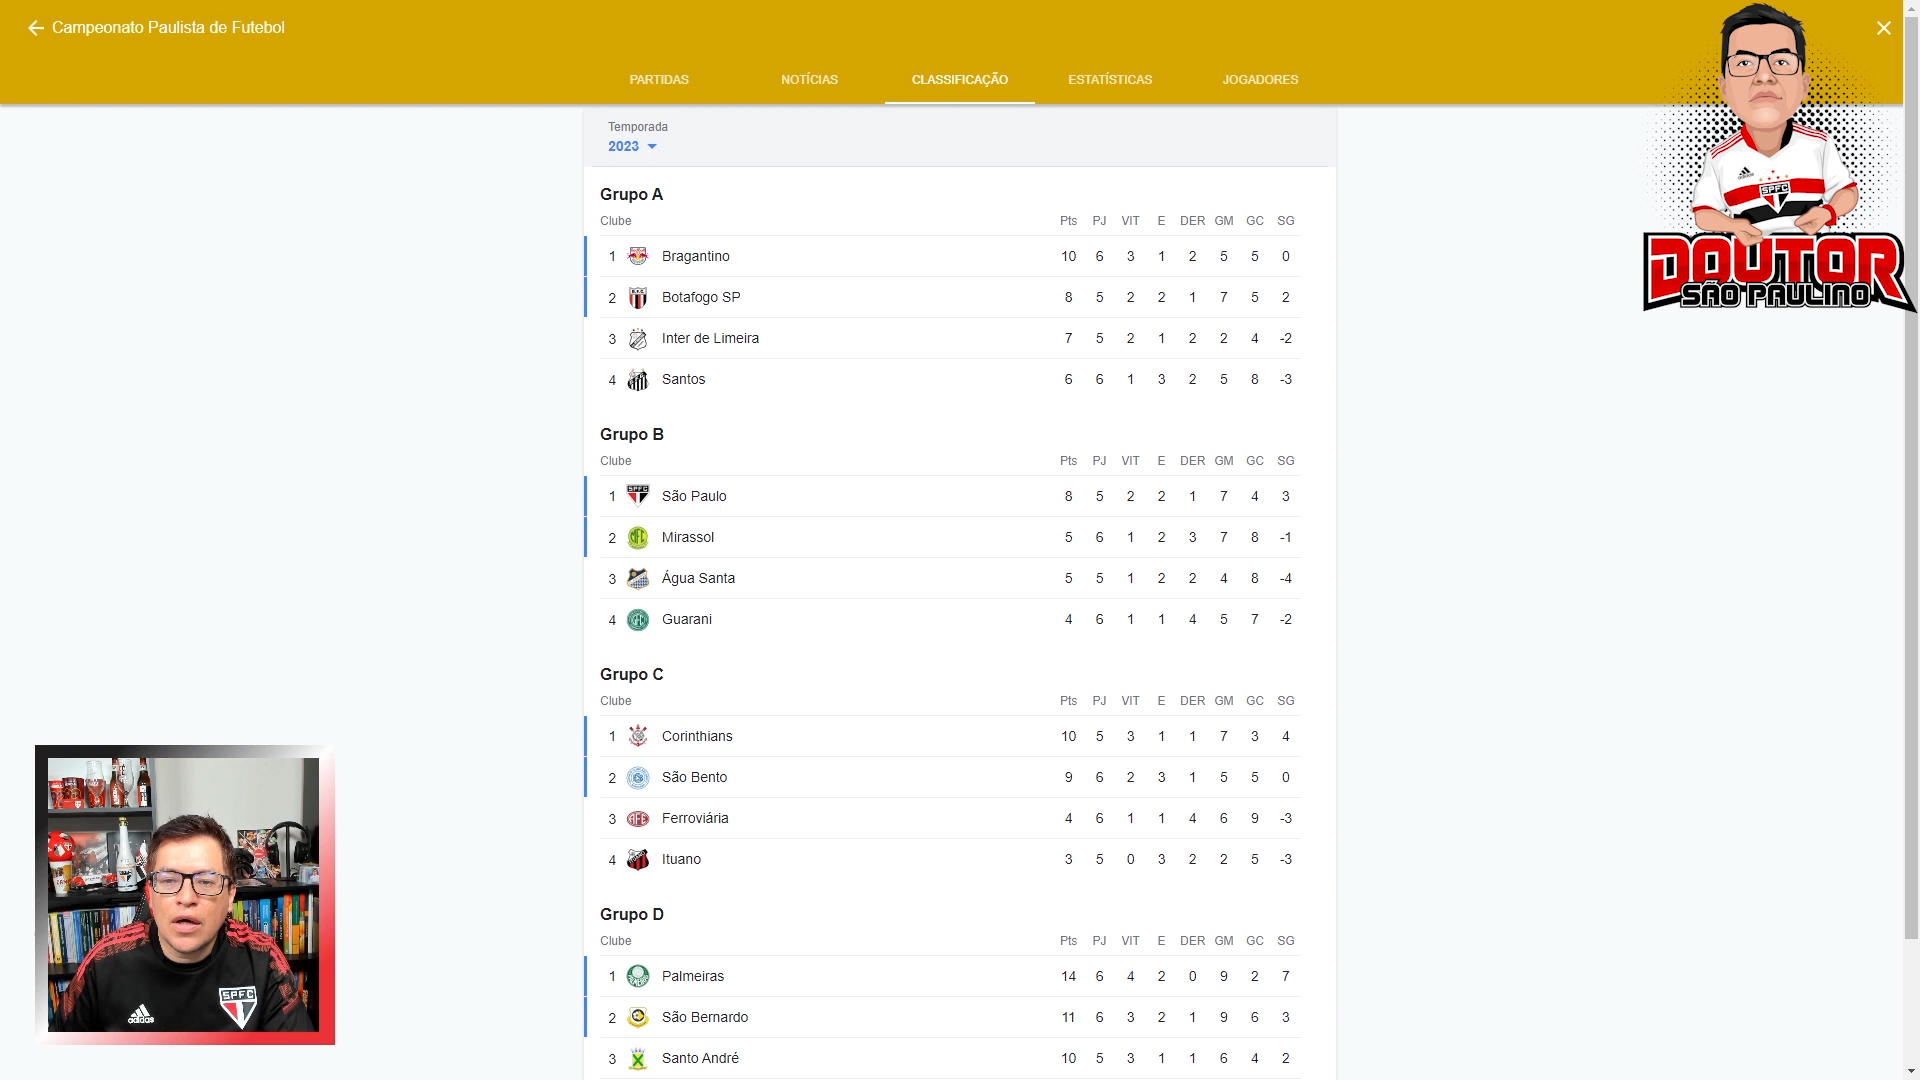 Campeonato Paulista de Futebol
PARTIDAS NOTÍCIAS CLASSIFICAÇÃO ESTATÍSTICAS JOGADORES
Temporada
2023
Grupo A
Clube Pts PJ VIT E DER GM GC SG
1 Bragantino 10 6 3 1 2 5 5 0
2 Botafogo SP 8 5 2 2 1 7 5 2
3 Inter de Limeira 7 5 2 1 2 2 4 -2
4 Santos 6 6 1 3 2 5 8 -3
Grupo B
Clube Pts PJ VIT E DER GM GC SG
1 São Paulo 8 5 2 2 1 7 4 3
2 Mirassol 5 6 1 2 3 7 8 -1
3 Água Santa 5 5 1 2 2 4 8 -4
4 Guarani 4 6 1 1 4 5 7 -2
Grupo C
Clube Pts PJ VIT E DER GM GC SG
1 Corinthians 10 5 3 1 1 7 3 4
2 São Bento 9 6 2 3 1 5 5 0
3 Ferroviária 4 6 1 1 4 6 9 -3
4 Ituano 3 5 0 3 2 2 5 -3
Grupo D
Clube Pts PJ VIT E DER GM GC SG
1 Palmeiras 14 6 4 2 0 9 2 7
2 São Bernardo 11 6 3 2 1 9 6 3
3 Santo André 10 5 3 1 1 6 4 2
adidas
SPFC
DOUTOR
SÃO PAULINO
adidas
SPFC